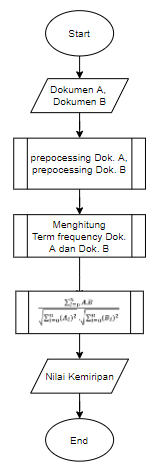 Start
Dokumen A,
Dokumen B
prepocessing Dok. A,
prepocessing Dok. B
Menghitung
Term frequency Dok.
A dan Dok. B
Nilai Kemiripan
End